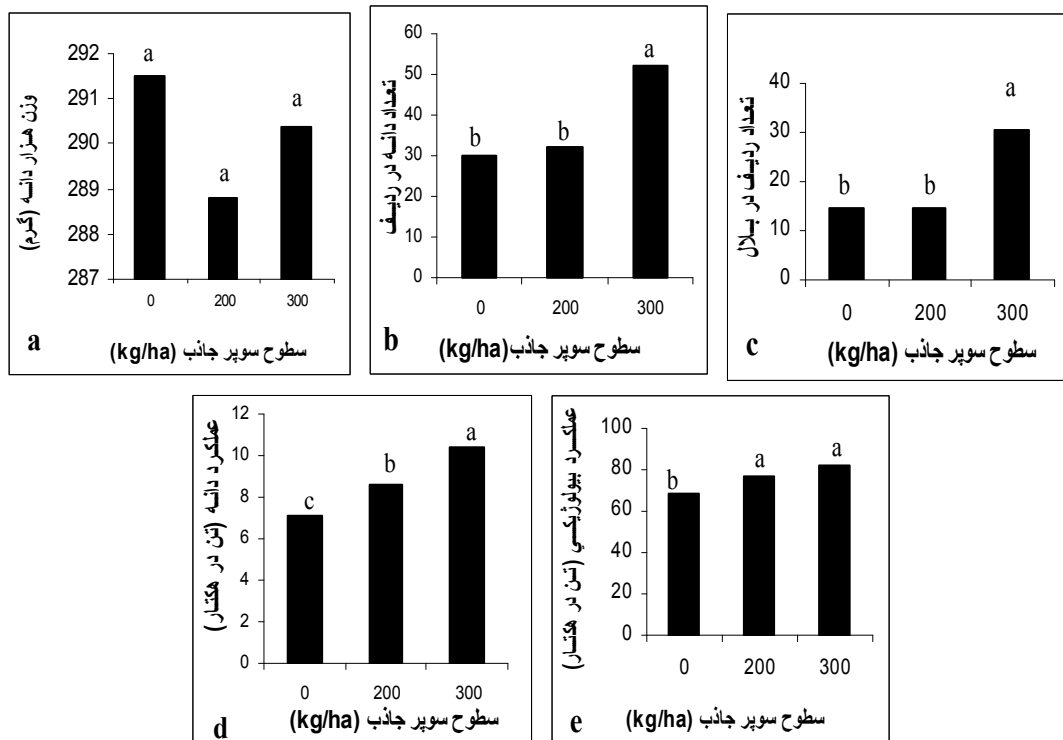 وزن هزار دانه (گرم)
292
291
290
289
288
287
a
a
a
0
200
300
سطوح سوپر جاذب (kg/ha)
a
تعداد دانه در ردیف
60
50
40
30
20
10
0
b
b
a
0
200
300
سطوح سوپر جاذب (kg/ha)
b
تعداد ردیف در بلال
40
30
20
10
0
b
b
a
0
200
300
سطوح سوپر جاذب (kg/ha)
c
عملکرد دانه (تن در هکتار)
12
10
8
6
4
2
0
c
b
a
0
200
300
سطوح سوپر جاذب (kg/ha)
d
عملکرد بیولوژیکي (تن در هکتار)
100
80
60
40
20
0
b
a
a
0
200
300
سطوح سوپر جاذب (kg/ha)
e